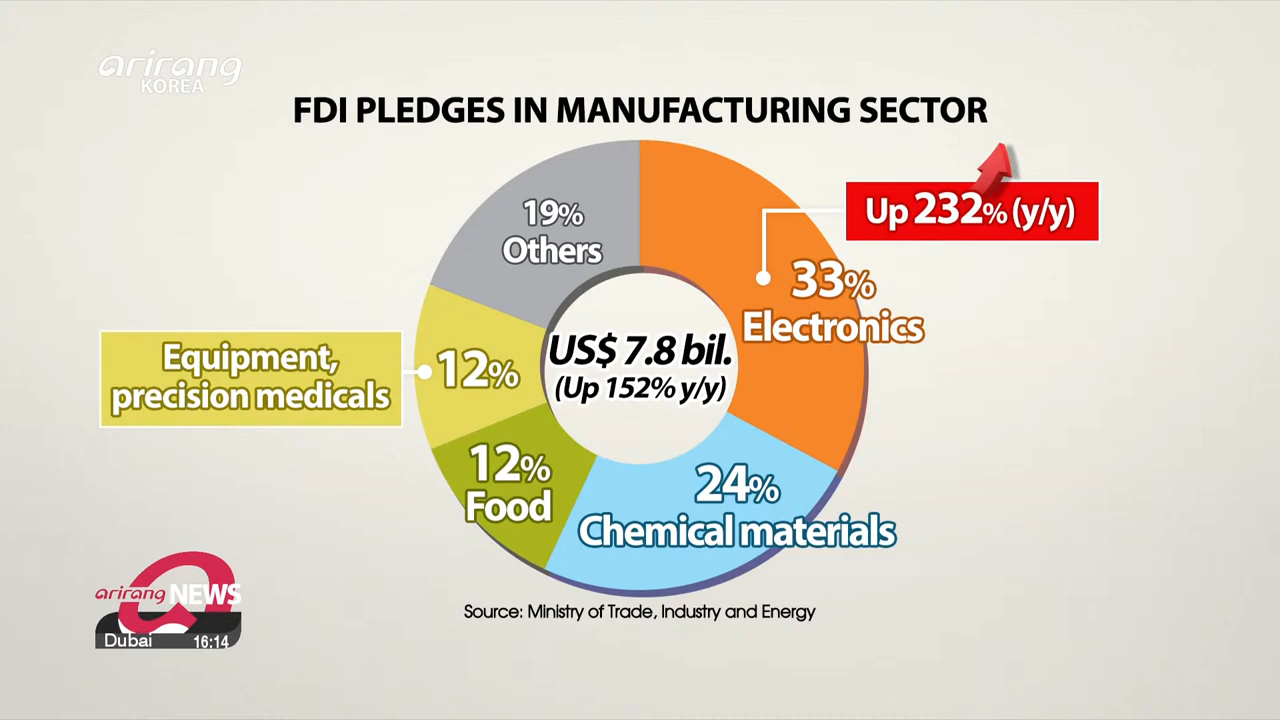 arirang
KOREA
FDI PLEDGES IN MANUFACTURING SECTOR
Up 232% (y/y)
19%
Others
33%
Electronics
US$ 7.8 bil.
(Up 152% y/y)
Equipment,
precision medicals
12%
12%
Food
24%
Chemical materials
Source: Ministry of Trade, Industry and Energy
arirang NEWS
Dubai 16:14